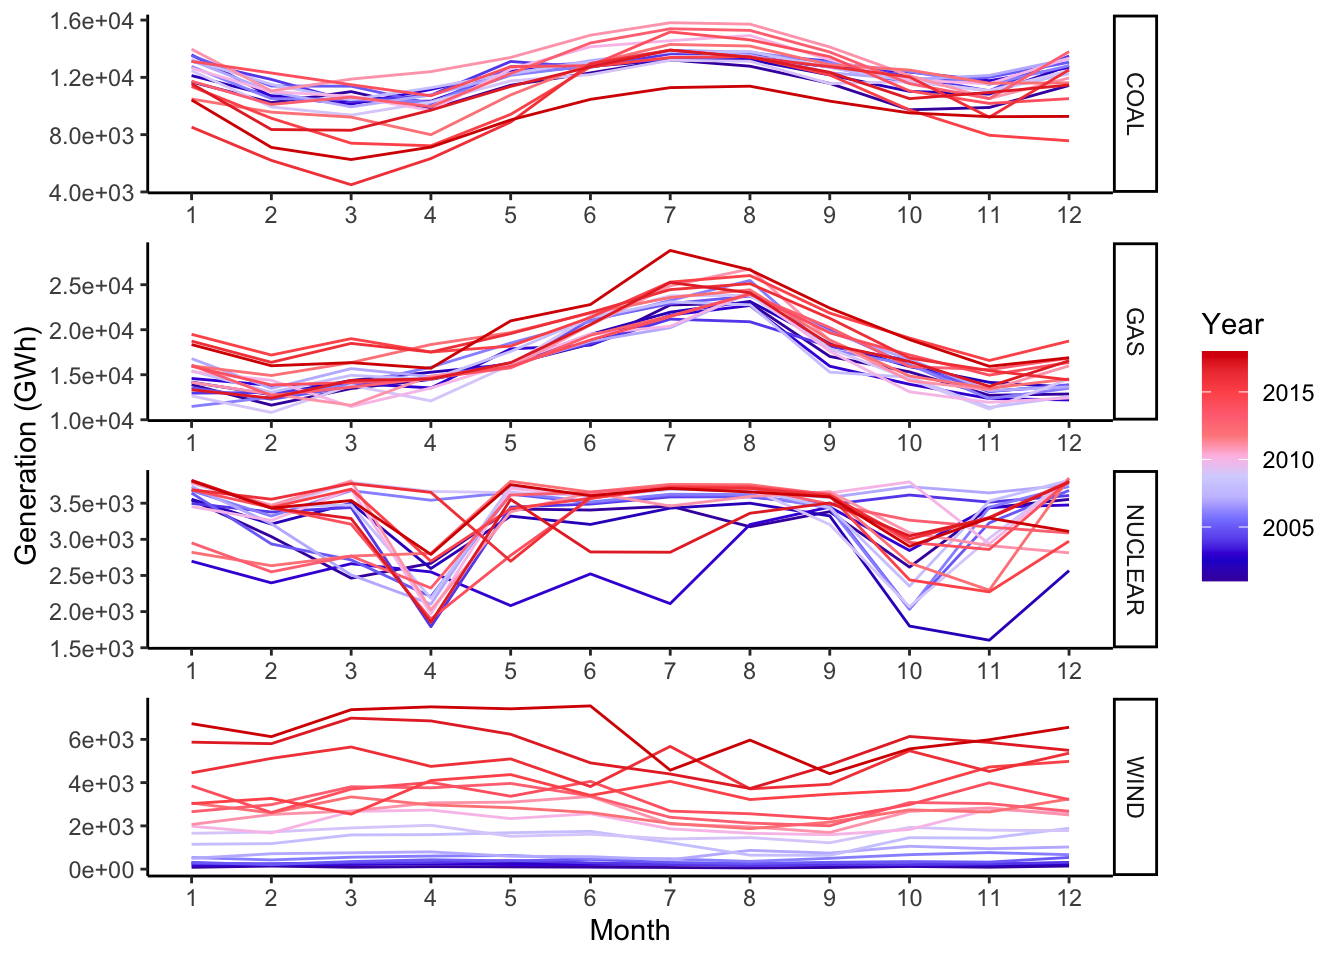 Generation (GWh)
1.6e+04
1.2e+04
8.0e+03
4.0e+03
1 2 3 4 5 6 7 8 9 10 11 12
COAL
2.5e+04
2.0e+04
1.5e+04
1.0e+04
1 2 3 4 5 6 7 8 9 10 11 12
GAS
3.5e+03
3.0e+03
2.5e+03
2.0e+03
1.5e+03
1 2 3 4 5 6 7 8 9 10 11 12
NUCLEAR
6e+03
4e+03
2e+03
0e+00
1 2 3 4 5 6 7 8 9 10 11 12
WIND
Month
Year
2015
2010
2005